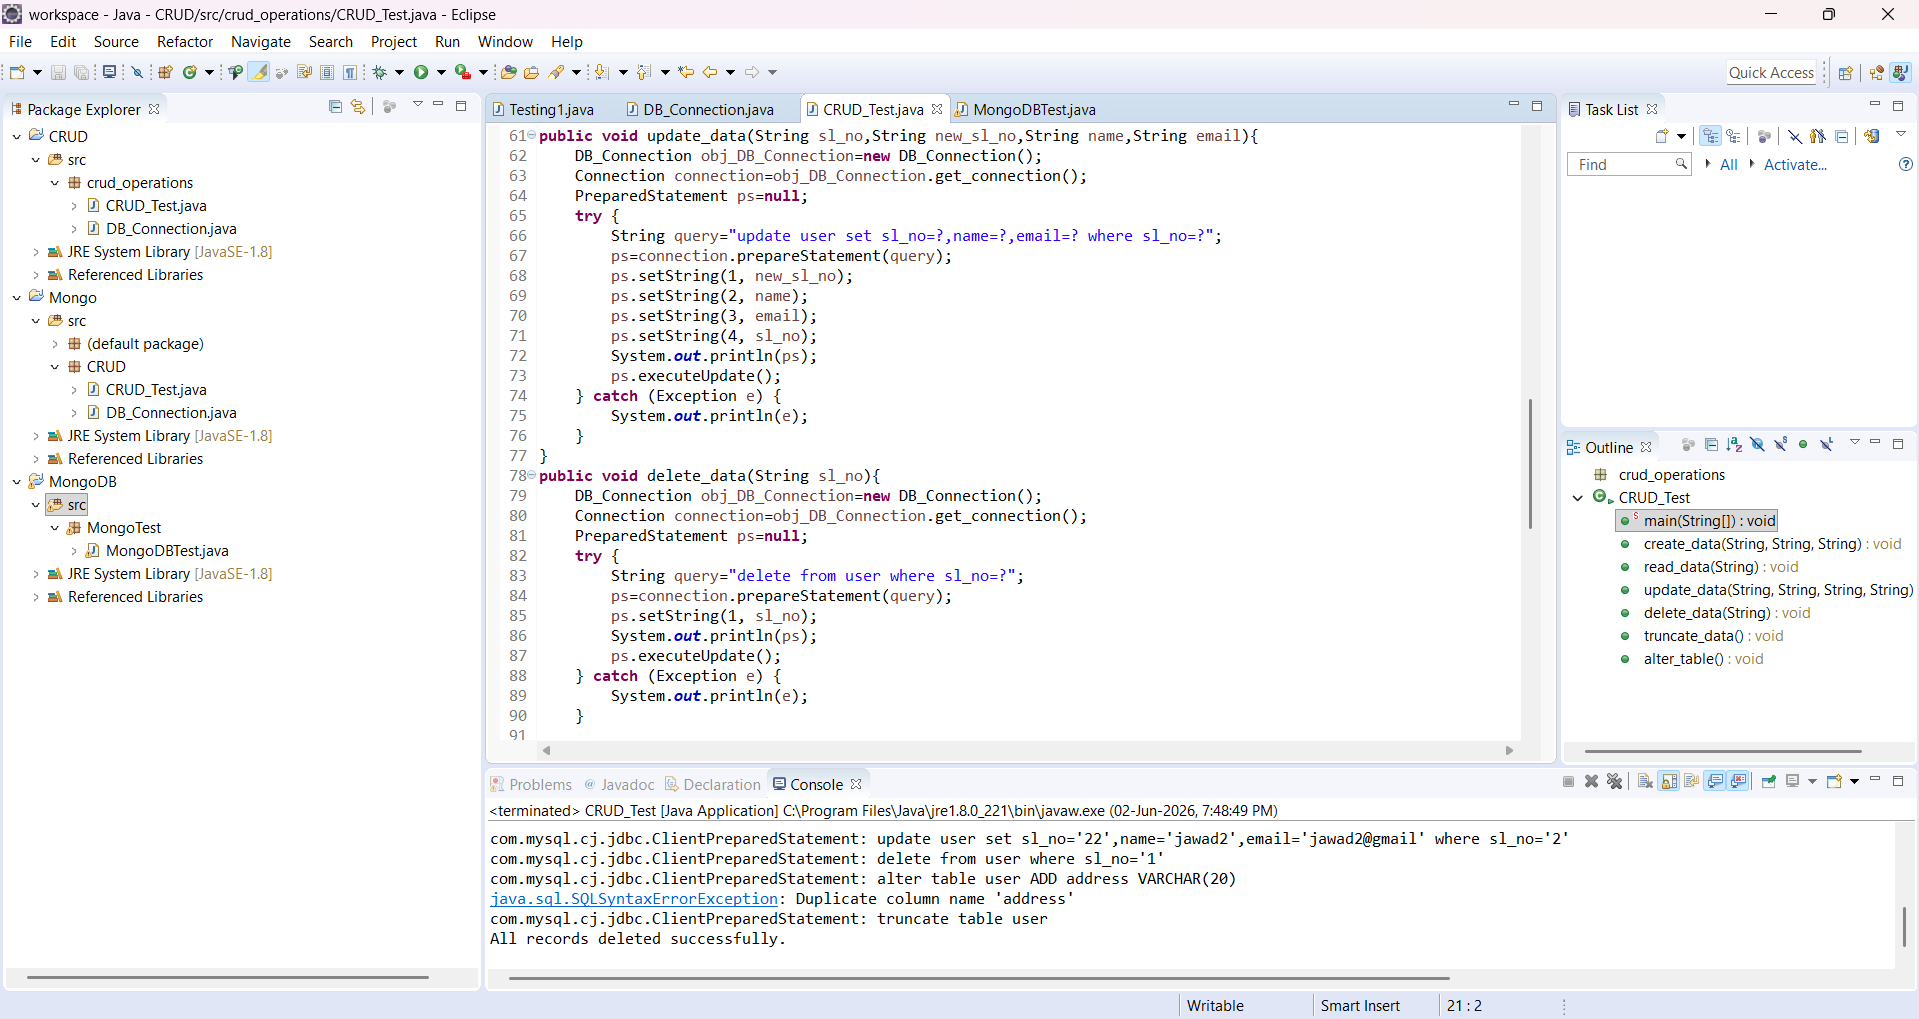 workspace - Java - CRUD/src/crud_operations/CRUD_Test.java - Eclipse
File Edit Source Refactor Navigate Search Project Run Window Help
Quick Access
Package Explorer
CRUD
src
crud_operations
CRUD_Test.java
DB_Connection.java
JRE System Library [JavaSE-1.8]
Referenced Libraries
Mongo
src
(default package)
CRUD
CRUD_Test.java
DB_Connection.java
JRE System Library [JavaSE-1.8]
Referenced Libraries
MongoDB
src
MongoTest
MongoDBTest.java
JRE System Library [JavaSE-1.8]
Referenced Libraries
Testing1.java DB_Connection.java CRUD_Test.java MongoDBTest.java
61 public void update_data(String sl_no,String new_sl_no,String name,String email){
62     DB_Connection obj_DB_Connection=new DB_Connection();
63     Connection connection=obj_DB_Connection.get_connection();
64     PreparedStatement ps=null;
65     try {
66         String query="update user set sl_no=?,name=?,email=? where sl_no=?";
67         ps=connection.prepareStatement(query);
68         ps.setString(1, new_sl_no);
69         ps.setString(2, name);
70         ps.setString(3, email);
71         ps.setString(4, sl_no);
72         System.out.println(ps);
73         ps.executeUpdate();
74     } catch (Exception e) {
75         System.out.println(e);
76     }
77 }
78 public void delete_data(String sl_no){
79     DB_Connection obj_DB_Connection=new DB_Connection();
80     Connection connection=obj_DB_Connection.get_connection();
81     PreparedStatement ps=null;
82     try {
83         String query="delete from user where sl_no=?";
84         ps=connection.prepareStatement(query);
85         ps.setString(1, sl_no);
86         System.out.println(ps);
87         ps.executeUpdate();
88     } catch (Exception e) {
89         System.out.println(e);
90     }
91
Task List
Find All Activate...
Outline
crud_operations
CRUD_Test
main(String[]) : void
create_data(String, String, String) : void
read_data(String) : void
update_data(String, String, String, String)
delete_data(String) : void
truncate_data() : void
alter_table() : void
Problems @ Javadoc Declaration Console
<terminated> CRUD_Test [Java Application] C:\Program Files\Java\jre1.8.0_221\bin\javaw.exe (02-Jun-2026, 7:48:49 PM)
com.mysql.cj.jdbc.ClientPreparedStatement: update user set sl_no='22',name='jawad2',email='jawad2@gmail' where sl_no='2'
com.mysql.cj.jdbc.ClientPreparedStatement: delete from user where sl_no='1'
com.mysql.cj.jdbc.ClientPreparedStatement: alter table user ADD address VARCHAR(20)
java.sql.SQLSyntaxErrorException: Duplicate column name 'address'
com.mysql.cj.jdbc.ClientPreparedStatement: truncate table user
All records deleted successfully.
Writable Smart Insert 21 : 2